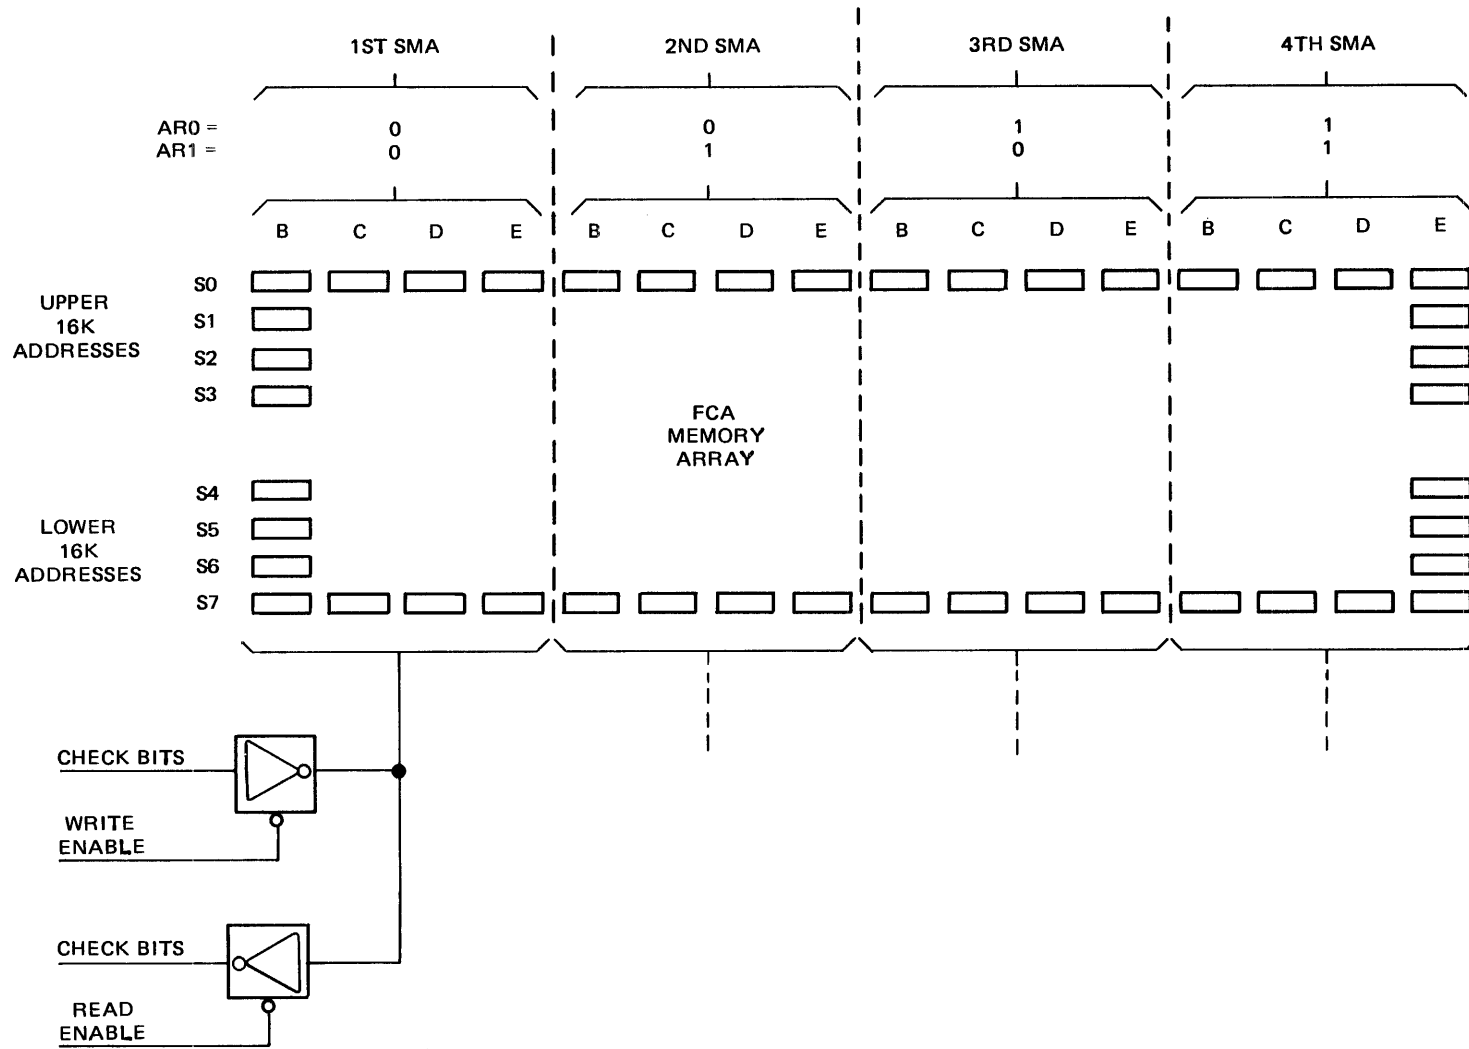 1ST SMA 2ND SMA 3RD SMA 4TH SMA
AR0 = 0 0 1 1
AR1 = 0 1 0 1
B C D E B C D E B C D E B C D E
UPPER
16K
ADDRESSES
S0
S1
S2
S3
FCA
MEMORY
ARRAY
LOWER
16K
ADDRESSES
S4
S5
S6
S7
CHECK BITS
WRITE
ENABLE
CHECK BITS
READ
ENABLE